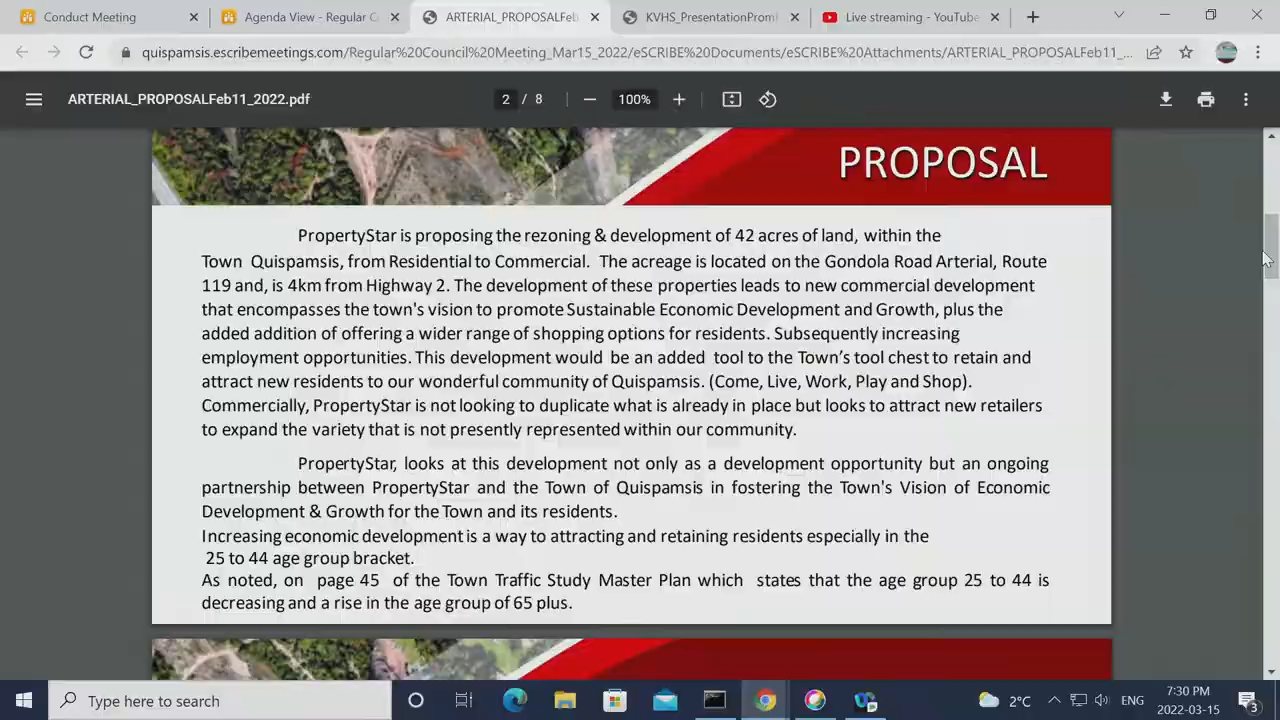 Conduct Meeting
Agenda View - Regular C
ARTERIAL_PROPOSALFeb
KVHS_PresentationPromi
Live streaming - YouTube
quispamsis.escribemeetings.com/Regular%20Council%20Meeting_Mar15_2022/eSCRIBE%20Documents/eSCRIBE%20Attachments/ARTERIAL_PROPOSALFeb11_...
ARTERIAL_PROPOSALFeb11_2022.pdf
2 / 8
100%
PROPOSAL
PropertyStar is proposing the rezoning & development of 42 acres of land, within the
Town Quispamsis, from Residential to Commercial. The acreage is located on the Gondola Road Arterial, Route
119 and, is 4km from Highway 2. The development of these properties leads to new commercial development
that encompasses the town's vision to promote Sustainable Economic Development and Growth, plus the
added addition of offering a wider range of shopping options for residents. Subsequently increasing
employment opportunities. This development would be an added tool to the Town’s tool chest to retain and
attract new residents to our wonderful community of Quispamsis. (Come, Live, Work, Play and Shop).
Commercially, PropertyStar is not looking to duplicate what is already in place but looks to attract new retailers
to expand the variety that is not presently represented within our community.
PropertyStar, looks at this development not only as a development opportunity but an ongoing
partnership between PropertyStar and the Town of Quispamsis in fostering the Town's Vision of Economic
Development & Growth for the Town and its residents.
Increasing economic development is a way to attracting and retaining residents especially in the
25 to 44 age group bracket.
As noted, on page 45 of the Town Traffic Study Master Plan which states that the age group 25 to 44 is
decreasing and a rise in the age group of 65 plus.
Type here to search
2°C
ENG
7:30 PM
2022-03-15
3